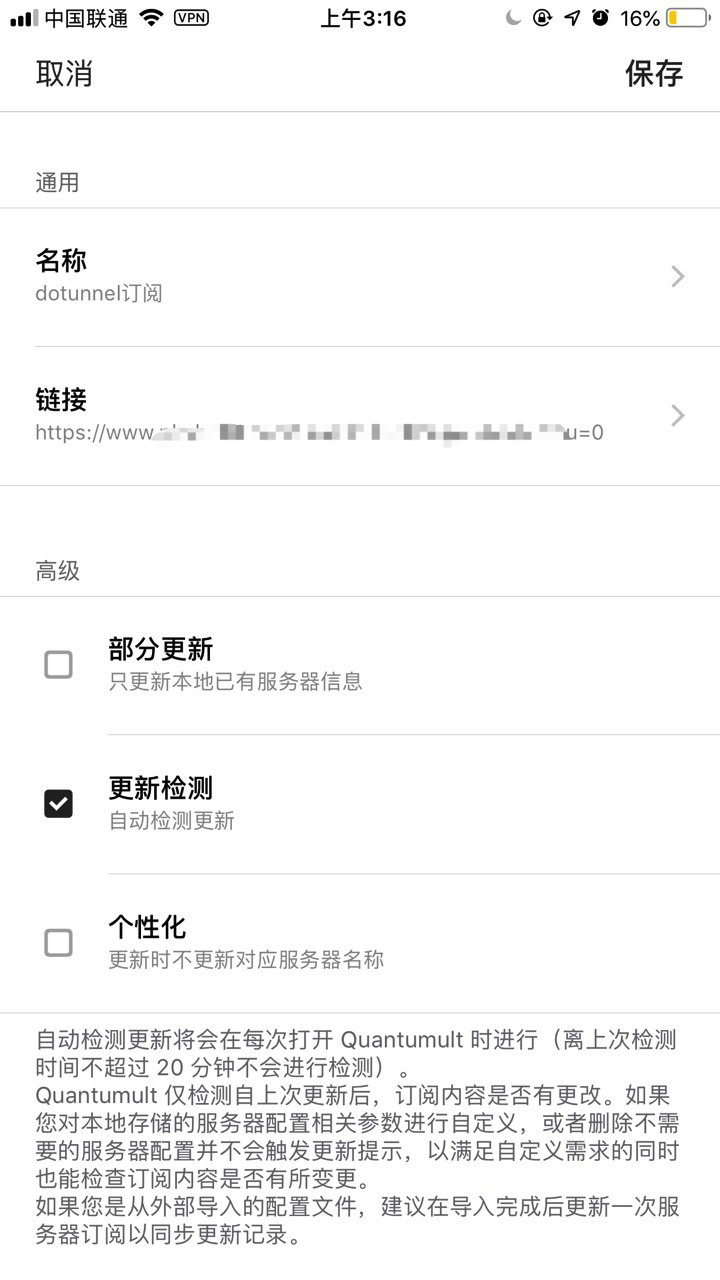 中国联通 VPN 上午3:16 16%
取消 保存
通用
名称
dotunnel订阅
链接
https://www. u=0
高级
部分更新
只更新本地已有服务器信息
更新检测
自动检测更新
个性化
更新时不更新对应服务器名称
自动检测更新将会在每次打开 Quantumult 时进行（离上次检测
时间不超过 20 分钟不会进行检测）。
Quantumult 仅检测自上次更新后，订阅内容是否有更改。如果
您对本地存储的服务器配置相关参数进行自定义，或者删除不需
要的服务器配置并不会触发更新提示，以满足自定义需求的同时
也能检查订阅内容是否有所变更。
如果您是从外部导入的配置文件，建议在导入完成后更新一次服
务器订阅以同步更新记录。